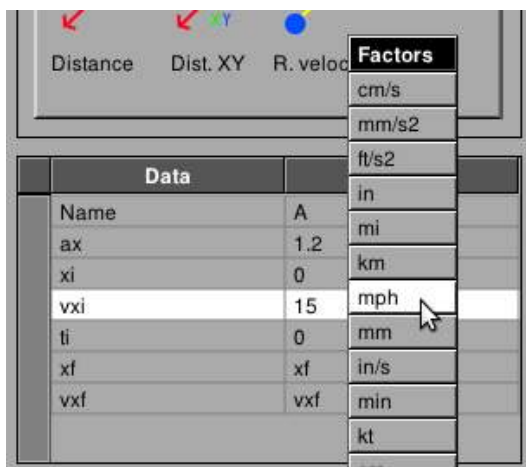 XY
Distance
Dist. XY
R. veloc
Factors
cm/s
mm/s2
ft/s2
in
mi
km
mph
mm
in/s
min
kt
Data
Name A
ax 1.2
xi 0
vxi 15
ti 0
xf xf
vxf vxf